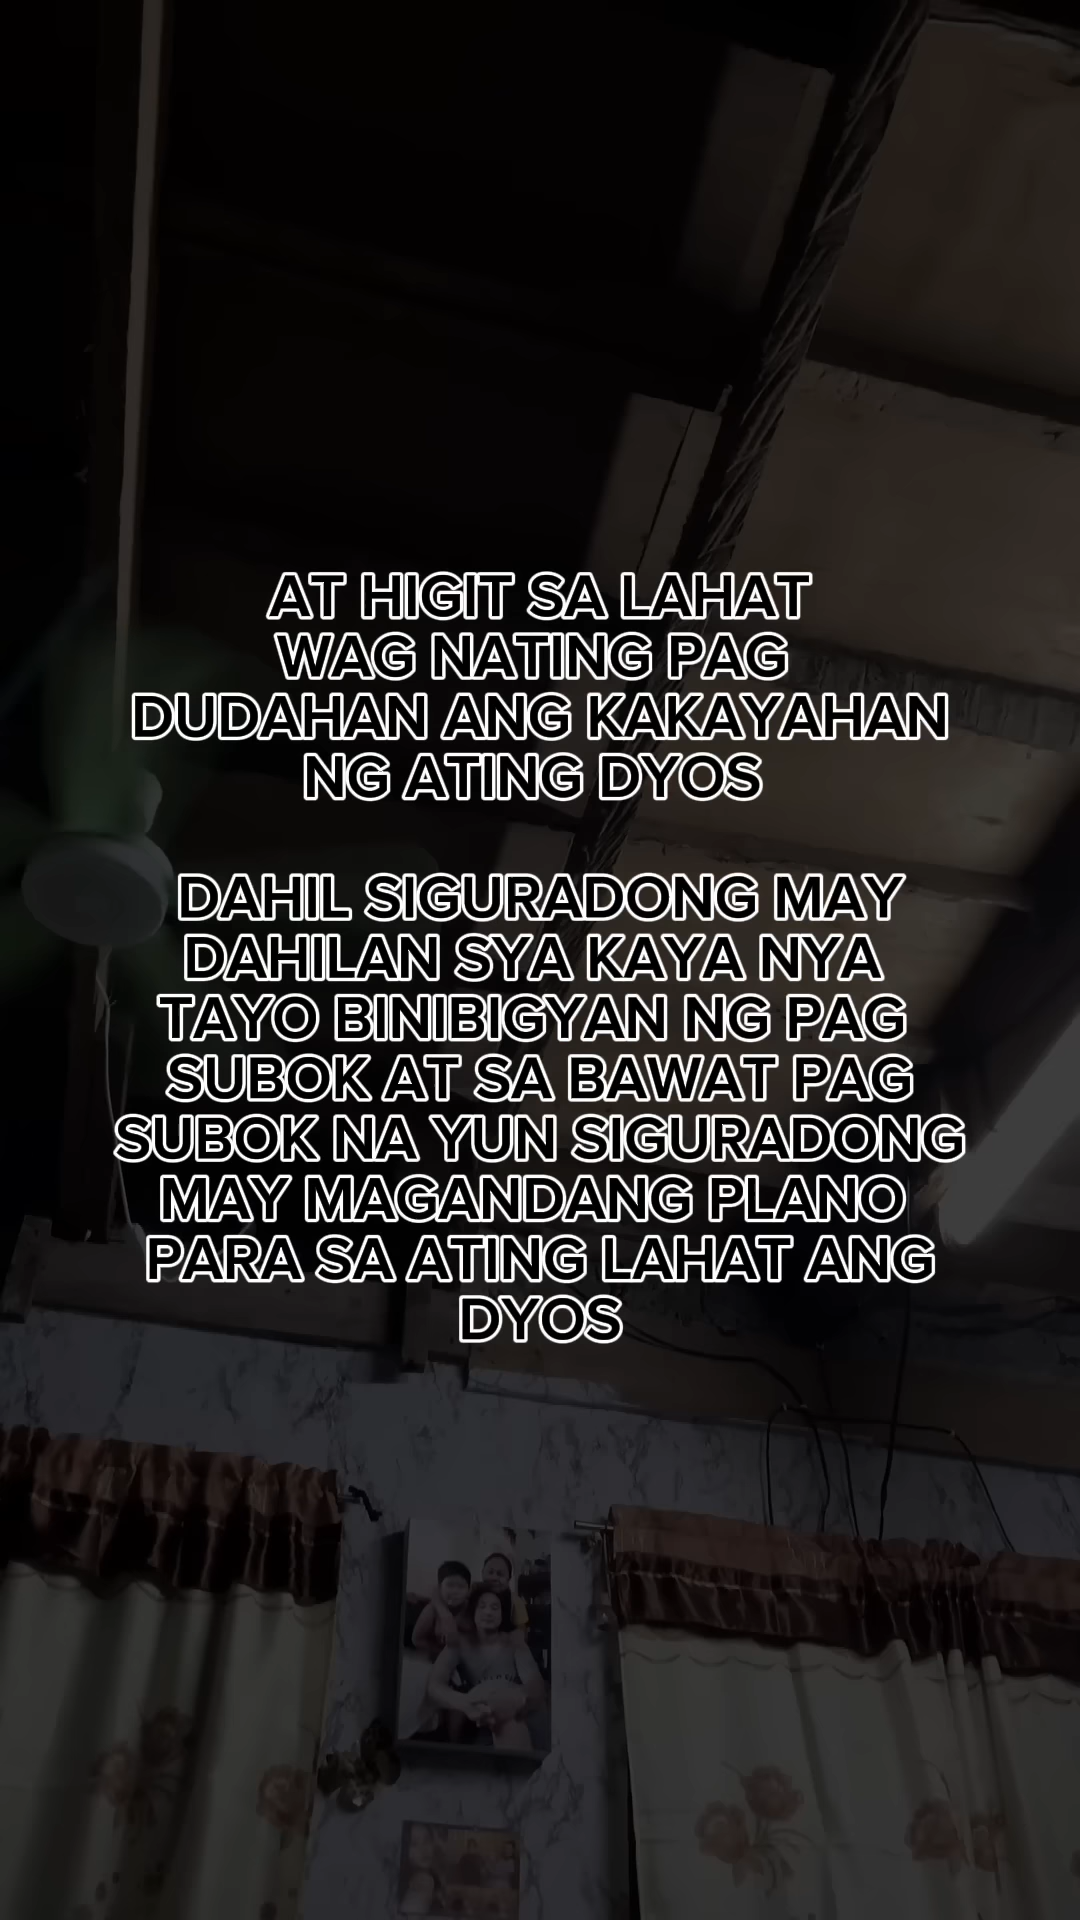 AT HIGIT SA LAHAT
WAG NATING PAG
DUDAHAN ANG KAKAYAHAN
NG ATING DYOS
DAHIL SIGURADONG MAY
DAHILAN SYA KAYA NYA
TAYO BINIBIGYAN NG PAG
SUBOK AT SA BAWAT PAG
SUBOK NA YUN SIGURADONG
MAY MAGANDANG PLANO
PARA SA ATING LAHAT ANG
DYOS